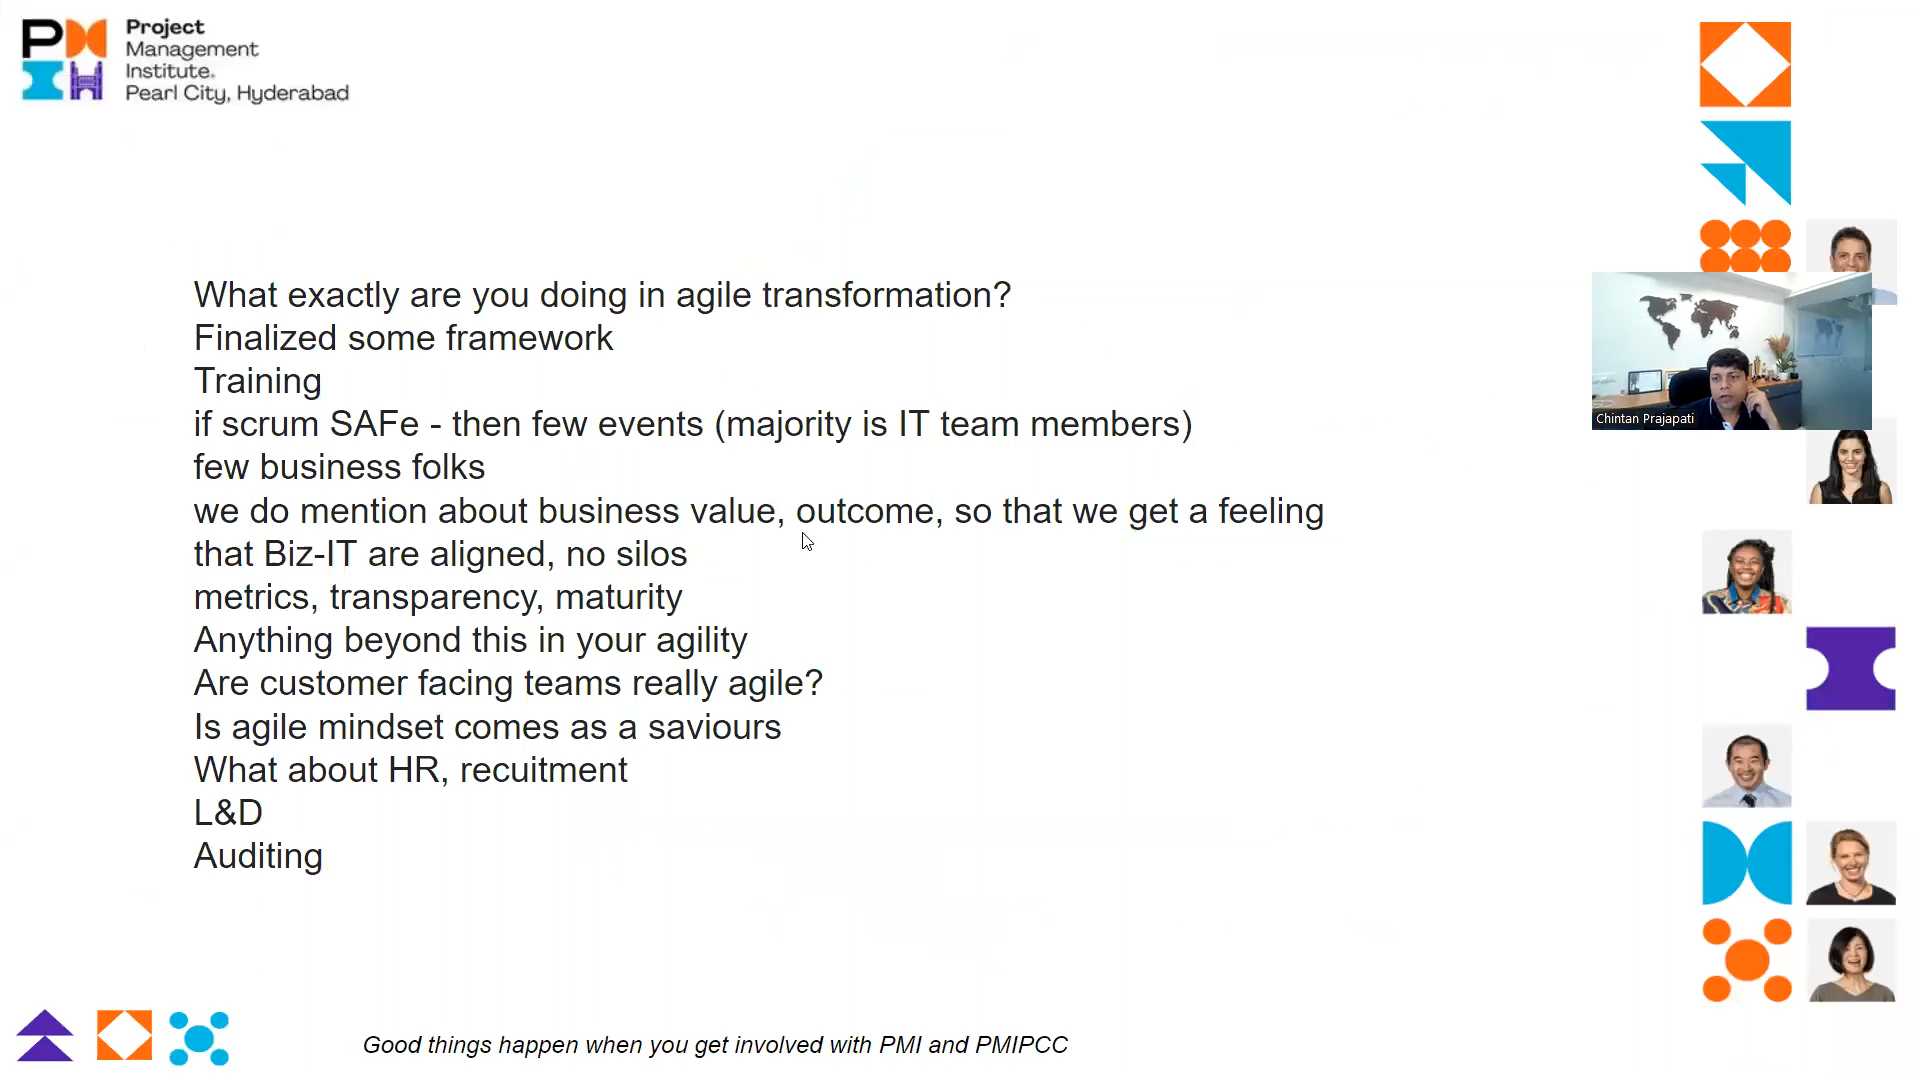 Project
Management
Institute.
Pearl City, Hyderabad
What exactly are you doing in agile transformation?
Finalized some framework
Training
if scrum SAFe - then few events (majority is IT team members)
few business folks
we do mention about business value, outcome, so that we get a feeling
that Biz-IT are aligned, no silos
metrics, transparency, maturity
Anything beyond this in your agility
Are customer facing teams really agile?
Is agile mindset comes as a saviours
What about HR, recuitment
L&D
Auditing
Chintan Prajapati
Good things happen when you get involved with PMI and PMIPCC